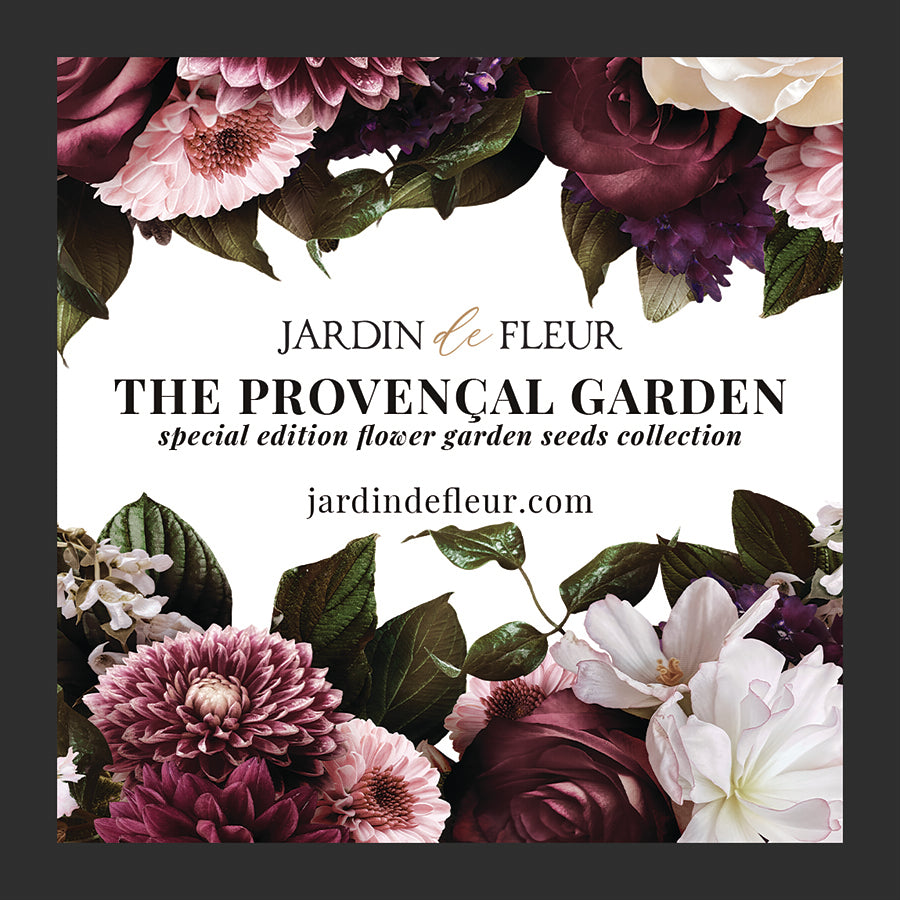 JARDIN de FLEUR
THE PROVENÇAL GARDEN
special edition flower garden seeds collection
jardindefleur.com